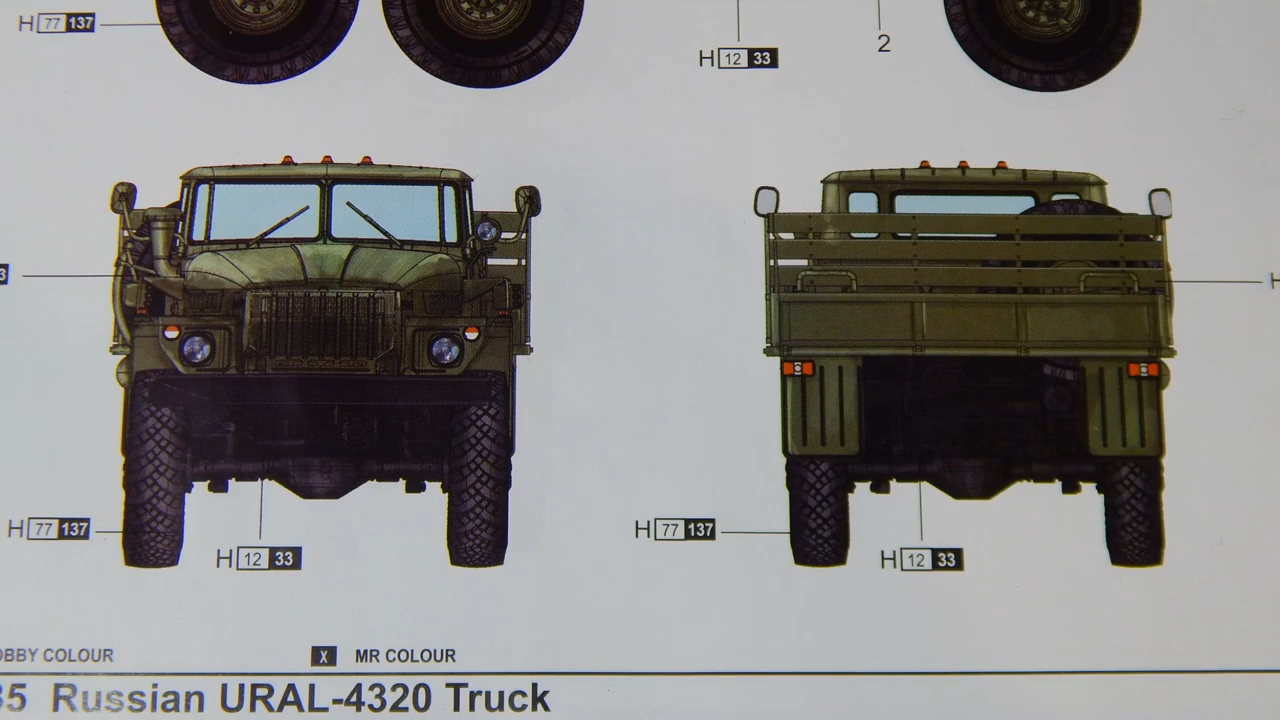 H 77 137
H 12 33
2
3
H
H 77 137
H 12 33
H 77 137
H 12 33
OBBY COLOUR
X MR COLOUR
35 Russian URAL-4320 Truck